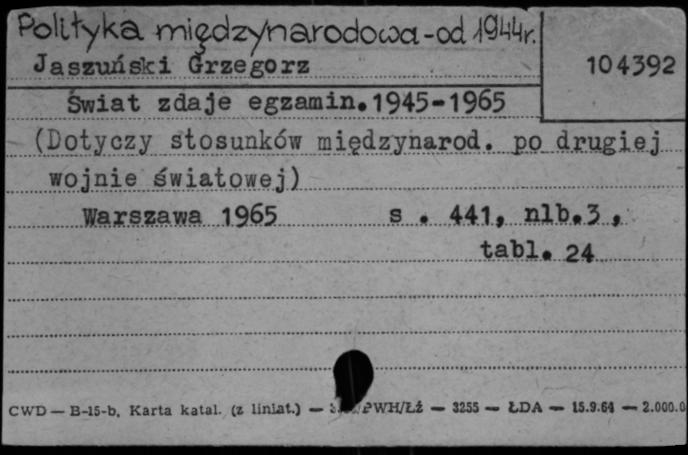 Polityka międzynarodowa-od 1944r.
Jaszuński Grzegorz
104392
Świat zdaje egzamin.1945-1965
(Dotyczy stosunków międzynarod. po drugiej
wojnie światowej)
Warszawa 1965 s . 441, nlb.3,
tabl. 24
CWD — B-15-b, Karta katal. (z liniat.) — PWH/Łż — 3255 — ŁDA — 15.9.64 — 2.000.0